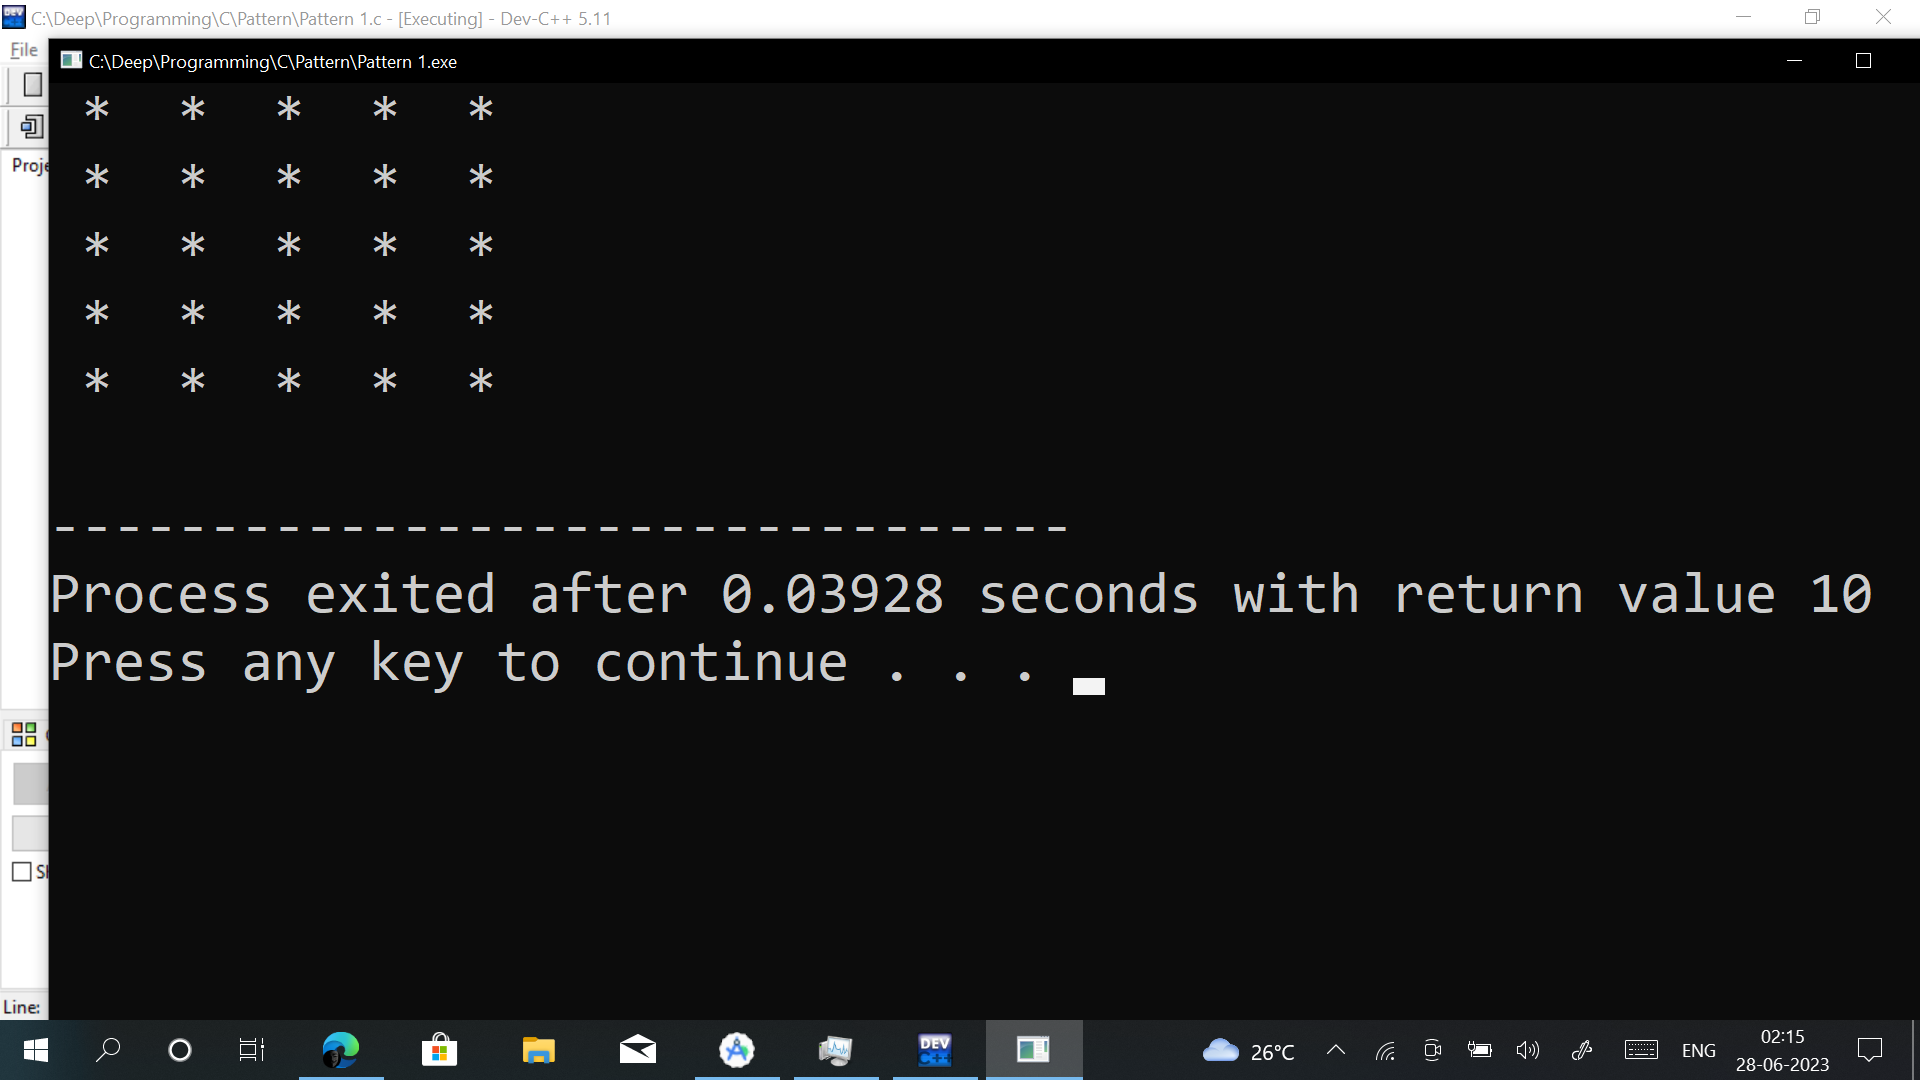 C:\Deep\Programming\C\Pattern\Pattern 1.c - [Executing] - Dev-C++ 5.11
File
C:\Deep\Programming\C\Pattern\Pattern 1.exe
* * * * *
* * * * *
* * * * *
* * * * *
* * * * *
--------------------------------
Process exited after 0.03928 seconds with return value 10
Press any key to continue . . .
Line:
DEV
C++
26°C
ENG
02:15
28-06-2023